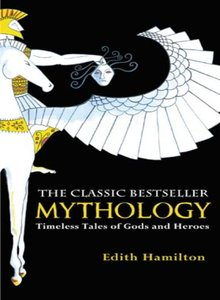 THE CLASSIC BESTSELLER
MYTHOLOGY
Timeless Tales of Gods and Heroes
Edith Hamilton